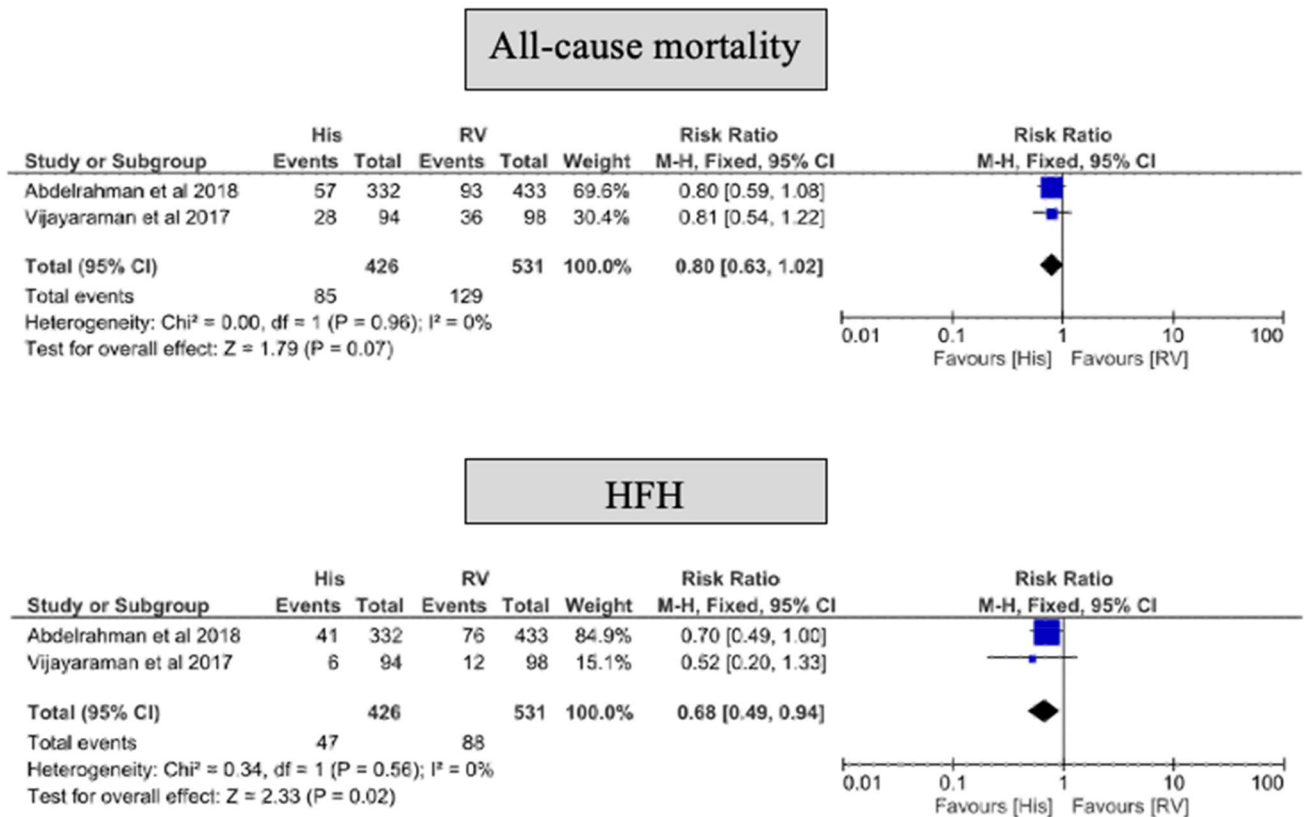 All-cause mortality
His RV Risk Ratio Risk Ratio
Study or Subgroup Events Total Events Total Weight M-H, Fixed, 95% CI M-H, Fixed, 95% CI
Abdelrahman et al 2018 57 332 93 433 69.6% 0.80 [0.59, 1.08]
Vijayaraman et al 2017 28 94 36 98 30.4% 0.81 [0.54, 1.22]
Total (95% CI) 426 531 100.0% 0.80 [0.63, 1.02]
Total events 85 129
Heterogeneity: Chi² = 0.00, df = 1 (P = 0.96); I² = 0%
Test for overall effect: Z = 1.79 (P = 0.07)
0.01 0.1 1 10 100
Favours [His] Favours [RV]
HFH
His RV Risk Ratio Risk Ratio
Study or Subgroup Events Total Events Total Weight M-H, Fixed, 95% CI M-H, Fixed, 95% CI
Abdelrahman et al 2018 41 332 76 433 84.9% 0.70 [0.49, 1.00]
Vijayaraman et al 2017 6 94 12 98 15.1% 0.52 [0.20, 1.33]
Total (95% CI) 426 531 100.0% 0.68 [0.49, 0.94]
Total events 47 88
Heterogeneity: Chi² = 0.34, df = 1 (P = 0.56); I² = 0%
Test for overall effect: Z = 2.33 (P = 0.02)
0.01 0.1 1 10 100
Favours [His] Favours [RV]